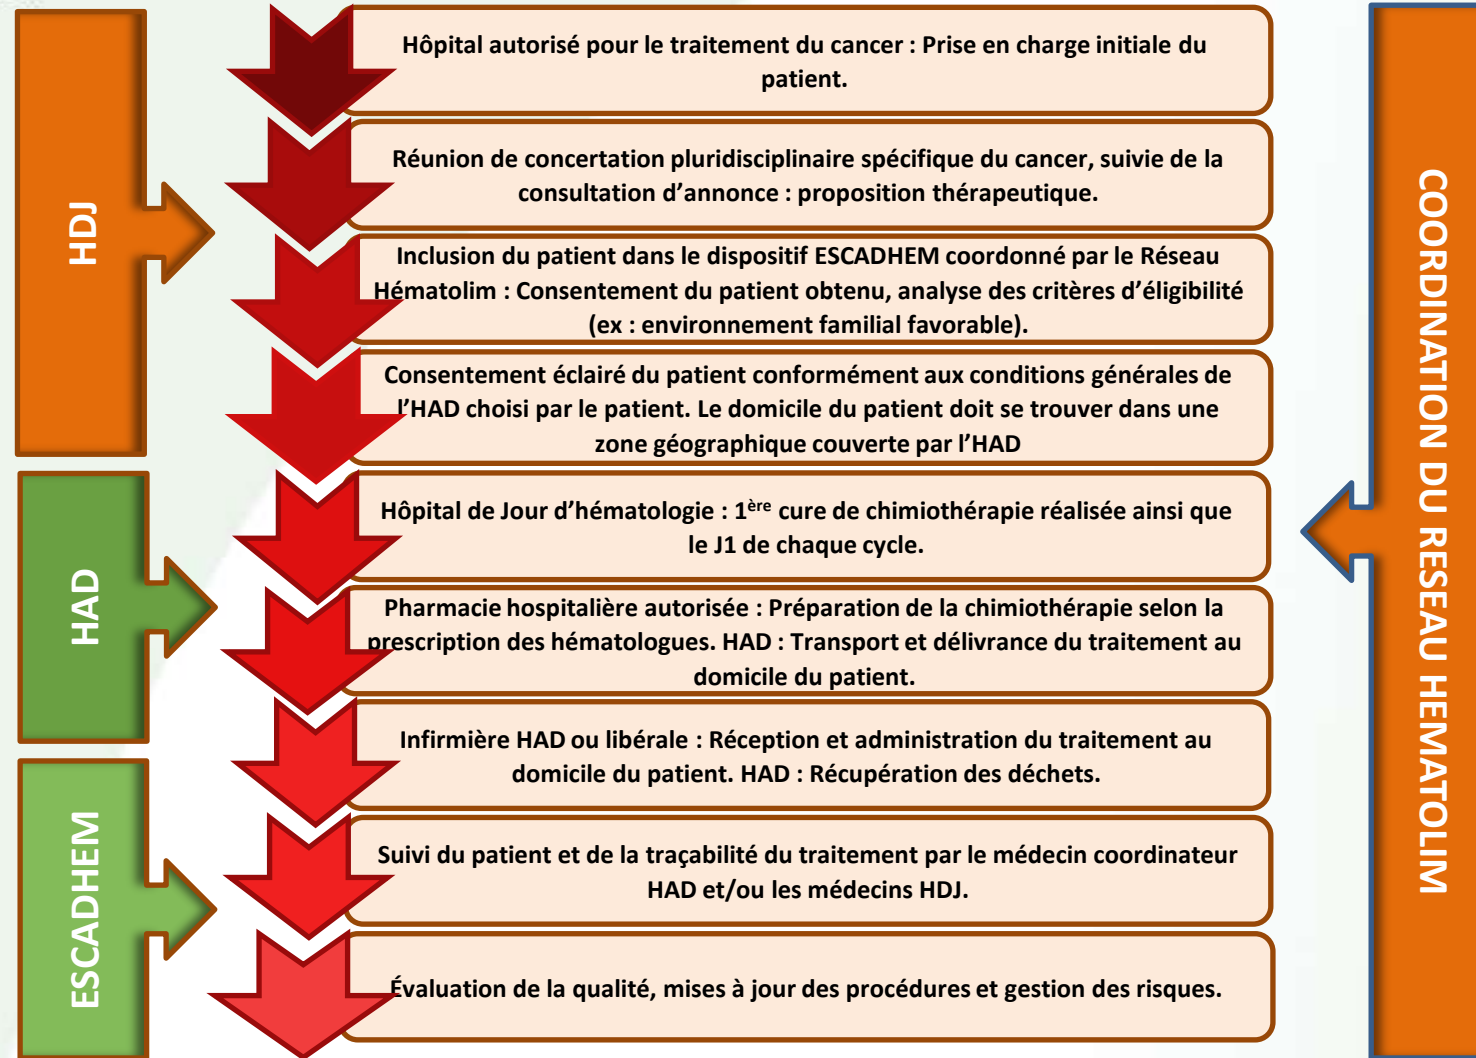 HDJ
HAD
ESCADHEM
Hôpital autorisé pour le traitement du cancer : Prise en charge initiale du
patient.
Réunion de concertation pluridisciplinaire spécifique du cancer, suivie de la
consultation d’annonce : proposition thérapeutique.
Inclusion du patient dans le dispositif ESCADHEM coordonné par le Réseau
Hématolim : Consentement du patient obtenu, analyse des critères d’éligibilité
(ex : environnement familial favorable).
Consentement éclairé du patient conformément aux conditions générales de
l’HAD choisi par le patient. Le domicile du patient doit se trouver dans une
zone géographique couverte par l’HAD
Hôpital de Jour d’hématologie : 1ère cure de chimiothérapie réalisée ainsi que
le J1 de chaque cycle.
Pharmacie hospitalière autorisée : Préparation de la chimiothérapie selon la
prescription des hématologues. HAD : Transport et délivrance du traitement au
domicile du patient.
Infirmière HAD ou libérale : Réception et administration du traitement au
domicile du patient. HAD : Récupération des déchets.
Suivi du patient et de la traçabilité du traitement par le médecin coordinateur
HAD et/ou les médecins HDJ.
Évaluation de la qualité, mises à jour des procédures et gestion des risques.
COORDINATION DU RESEAU HEMATOLIM